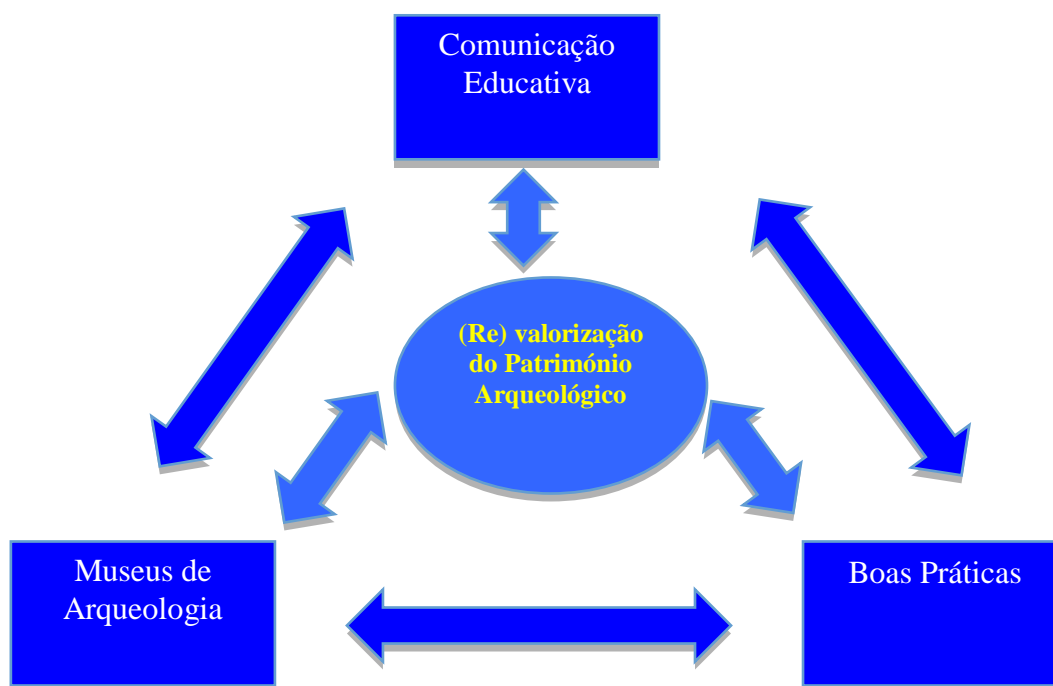 Comunicação
Educativa
(Re) valorização
do Património
Arqueológico
Museus de
Arqueologia
Boas Práticas